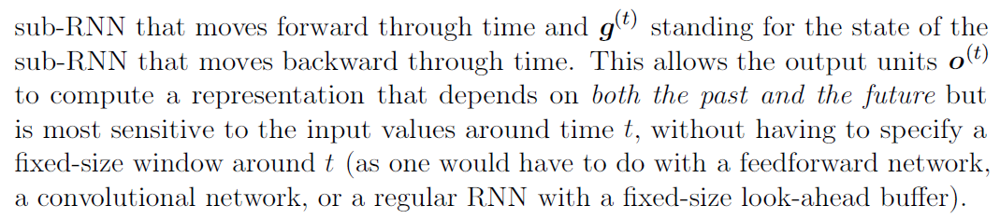 sub-RNN that moves forward through time and g(t) standing for the state of the
sub-RNN that moves backward through time. This allows the output units o(t)
to compute a representation that depends on both the past and the future but
is most sensitive to the input values around time t, without having to specify a
fixed-size window around t (as one would have to do with a feedforward network,
a convolutional network, or a regular RNN with a fixed-size look-ahead buffer).